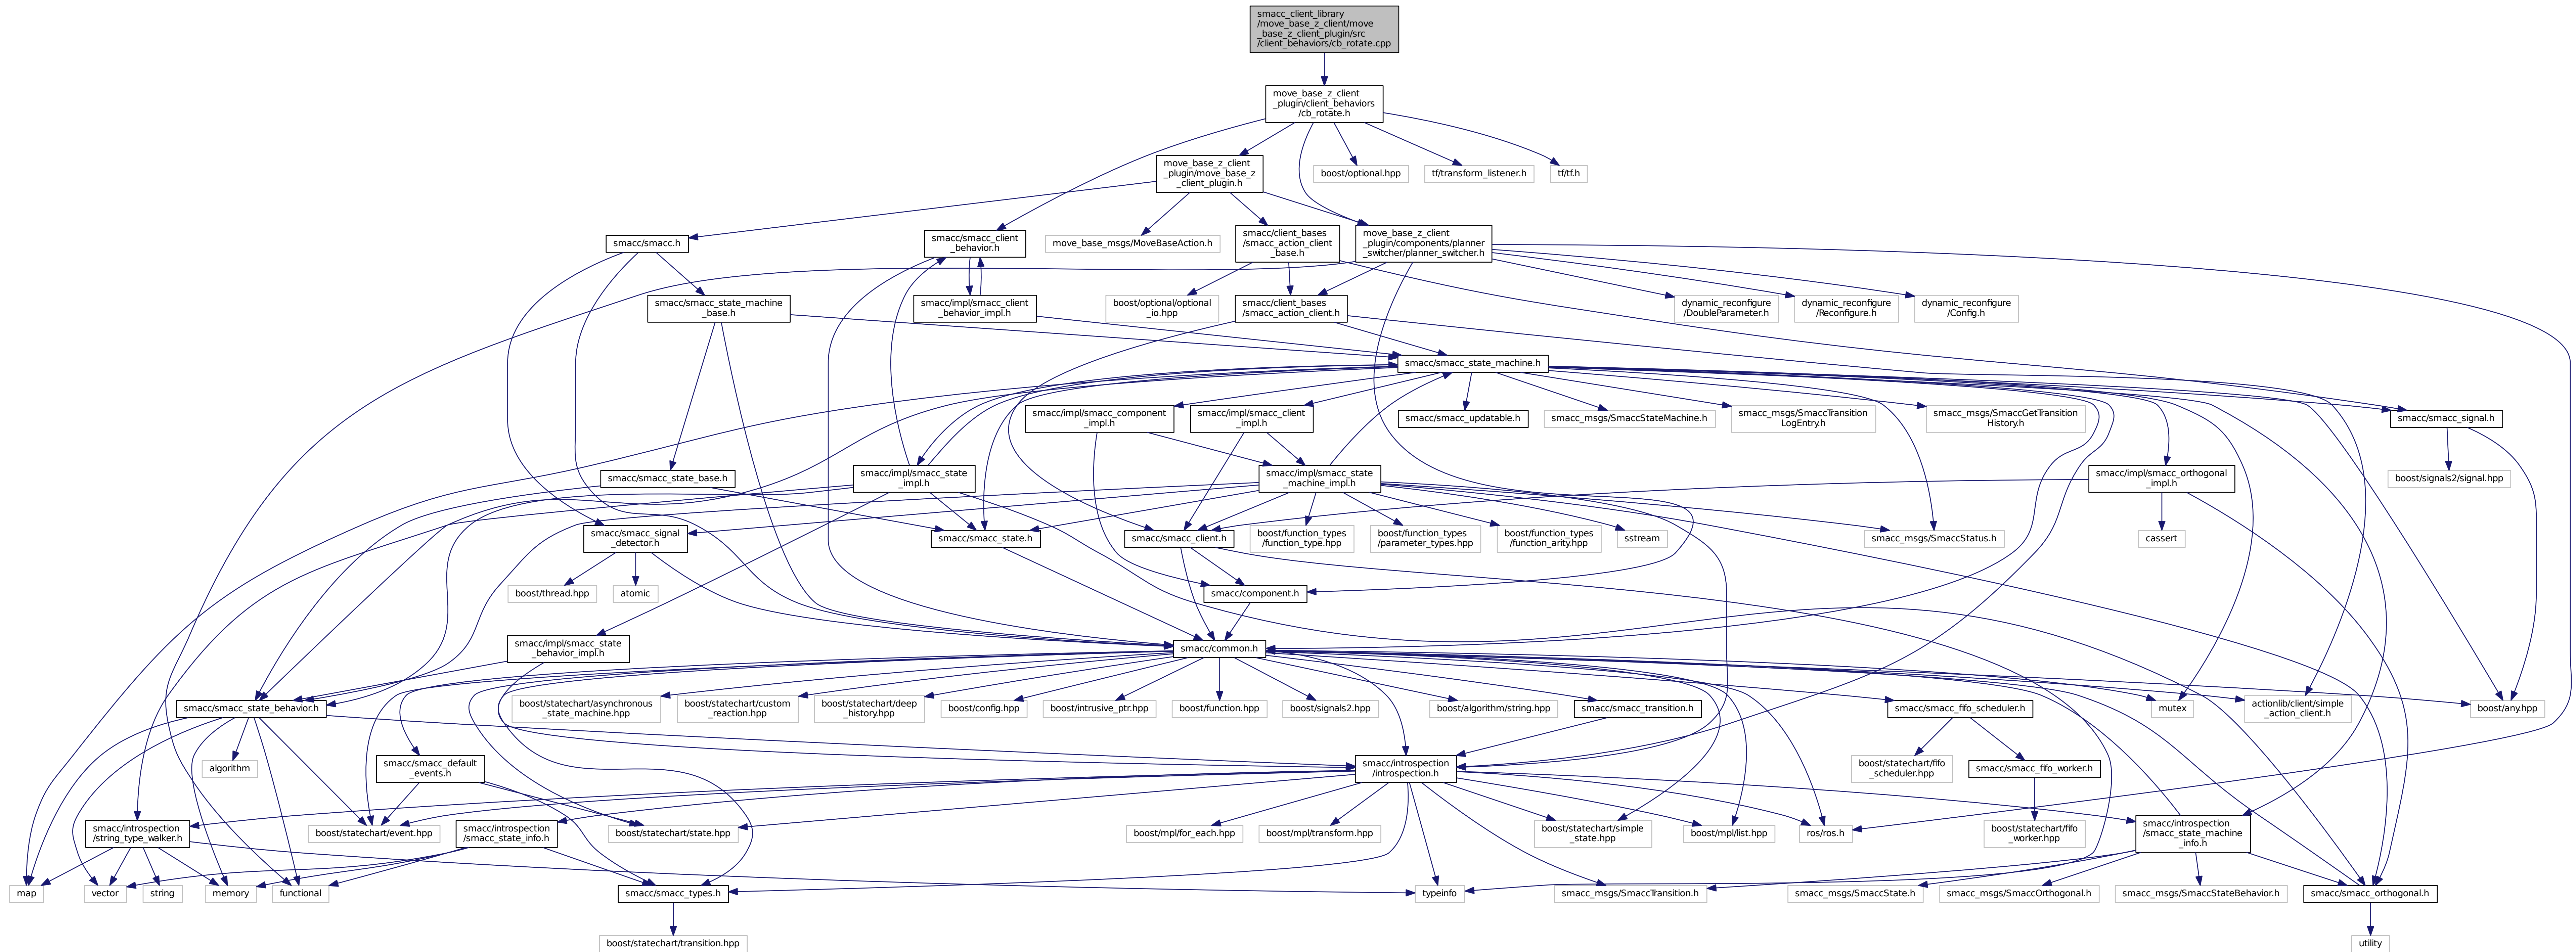 smacc_client_library
/move_base_z_client/move
_base_z_client_plugin/src
/client_behaviors/cb_rotate.cpp
move_base_z_client
_plugin/client_behaviors
/cb_rotate.h
move_base_z_client
_plugin/move_base_z
_client_plugin.h
boost/optional.hpp
tf/transform_listener.h
tf/tf.h
smacc/smacc.h
smacc/smacc_client
_behavior.h
move_base_msgs/MoveBaseAction.h
smacc/client_bases
/smacc_action_client
_base.h
move_base_z_client
_plugin/components/planner
_switcher/planner_switcher.h
smacc/smacc_state_machine
_base.h
smacc/impl/smacc_client
_behavior_impl.h
boost/optional/optional
_io.hpp
smacc/client_bases
/smacc_action_client.h
dynamic_reconfigure
/DoubleParameter.h
dynamic_reconfigure
/Reconfigure.h
dynamic_reconfigure
/Config.h
smacc/smacc_state_machine.h
smacc/impl/smacc_component
_impl.h
smacc/impl/smacc_client
_impl.h
smacc/smacc_updatable.h
smacc_msgs/SmaccStateMachine.h
smacc_msgs/SmaccTransition
LogEntry.h
smacc_msgs/SmaccGetTransition
History.h
smacc/smacc_signal.h
smacc/smacc_state_base.h
smacc/impl/smacc_state
_impl.h
smacc/impl/smacc_state
_machine_impl.h
smacc/impl/smacc_orthogonal
_impl.h
boost/signals2/signal.hpp
smacc/smacc_signal
_detector.h
smacc/smacc_state.h
smacc/smacc_client.h
boost/function_types
/function_type.hpp
boost/function_types
/parameter_types.hpp
boost/function_types
/function_arity.hpp
sstream
smacc_msgs/SmaccStatus.h
cassert
boost/thread.hpp
atomic
smacc/component.h
smacc/impl/smacc_state
_behavior_impl.h
smacc/common.h
smacc/smacc_state_behavior.h
boost/statechart/asynchronous
_state_machine.hpp
boost/statechart/custom
_reaction.hpp
boost/statechart/deep
_history.hpp
boost/config.hpp
boost/intrusive_ptr.hpp
boost/function.hpp
boost/signals2.hpp
boost/algorithm/string.hpp
smacc/smacc_transition.h
smacc/smacc_fifo_scheduler.h
mutex
actionlib/client/simple
_action_client.h
boost/any.hpp
algorithm
smacc/smacc_default
_events.h
smacc/introspection
/introspection.h
boost/statechart/fifo
_scheduler.hpp
smacc/smacc_fifo_worker.h
smacc/introspection
/string_type_walker.h
boost/statechart/event.hpp
smacc/introspection
/smacc_state_info.h
boost/statechart/state.hpp
boost/mpl/for_each.hpp
boost/mpl/transform.hpp
boost/statechart/simple
_state.hpp
boost/mpl/list.hpp
ros/ros.h
boost/statechart/fifo
_worker.hpp
smacc/introspection
/smacc_state_machine
_info.h
map
vector
string
memory
functional
smacc/smacc_types.h
typeinfo
smacc_msgs/SmaccTransition.h
smacc_msgs/SmaccState.h
smacc_msgs/SmaccOrthogonal.h
smacc_msgs/SmaccStateBehavior.h
smacc/smacc_orthogonal.h
boost/statechart/transition.hpp
utility